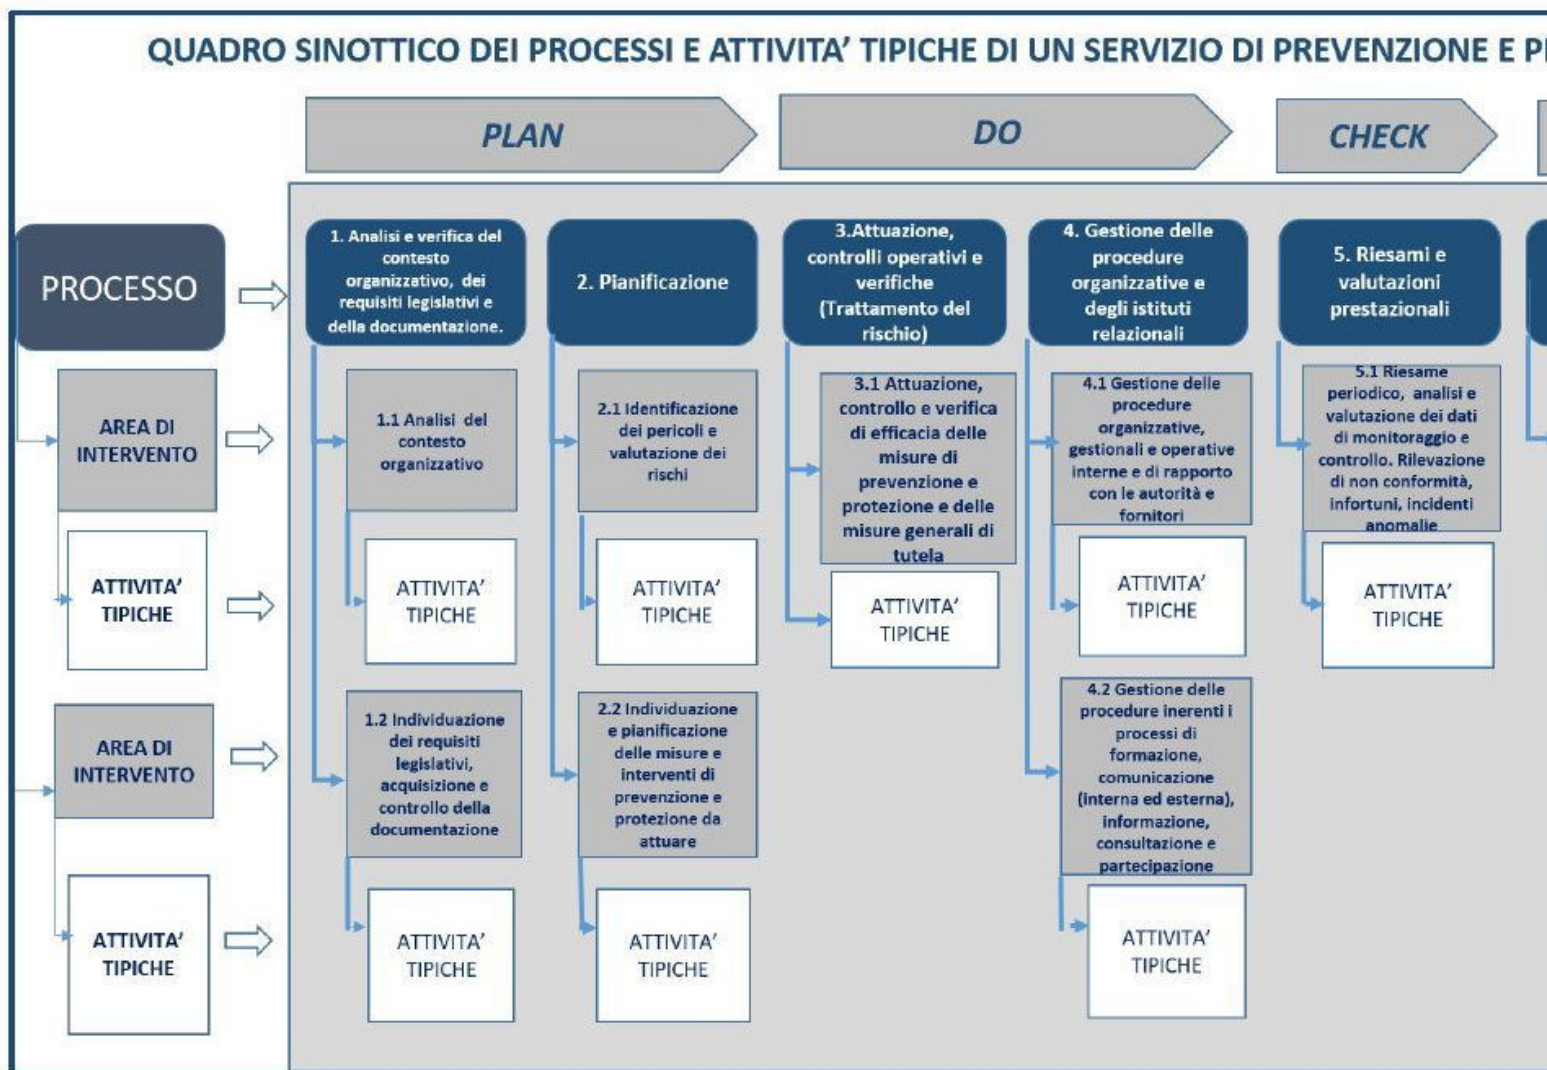 QUADRO SINOTTICO DEI PROCESSI E ATTIVITA’ TIPICHE DI UN SERVIZIO DI PREVENZIONE E
PLAN
DO
CHECK
PROCESSO
1. Analisi e verifica del
contesto
organizzativo, dei
requisiti legislativi e
della documentazione.
2. Pianificazione
3.Attuazione,
controlli operativi e
verifiche
(Trattamento del
rischio)
4. Gestione delle
procedure
organizzative e
degli istituti
relazionali
5. Riesami e
valutazioni
prestazionali
AREA DI
INTERVENTO
1.1 Analisi del
contesto
organizzativo
2.1 Identificazione
dei pericoli e
valutazione dei
rischi
3.1 Attuazione,
controllo e verifica
di efficacia delle
misure di
prevenzione e
protezione e delle
misure generali di
tutela
4.1 Gestione delle
procedure
organizzative,
gestionali e operative
interne e di rapporto
con le autorità e
fornitori
5.1 Riesame
periodico, analisi e
valutazione dei dati
di monitoraggio e
controllo. Rilevazione
di non conformità,
infortuni, incidenti
anomalie
ATTIVITA’
TIPICHE
ATTIVITA’
TIPICHE
ATTIVITA’
TIPICHE
ATTIVITA’
TIPICHE
ATTIVITA’
TIPICHE
ATTIVITA’
TIPICHE
AREA DI
INTERVENTO
1.2 Individuazione
dei requisiti
legislativi,
acquisizione e
controllo della
documentazione
2.2 Individuazione
e pianificazione
delle misure e
interventi di
prevenzione e
protezione da
attuare
4.2 Gestione delle
procedure inerenti i
processi di
formazione,
comunicazione
(interna ed esterna),
informazione,
consultazione e
partecipazione
ATTIVITA’
TIPICHE
ATTIVITA’
TIPICHE
ATTIVITA’
TIPICHE
ATTIVITA’
TIPICHE